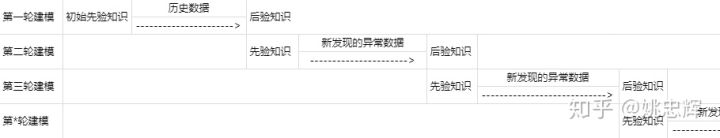 第一轮建模 初始先验知识 历史数据 后验知识
第二轮建模 先验知识 新发现的异常数据 后验知识
第三轮建模 先验知识 新发现的异常数据 后验知识
第*轮建模 先验知识 新发
知乎 @姚忠辉